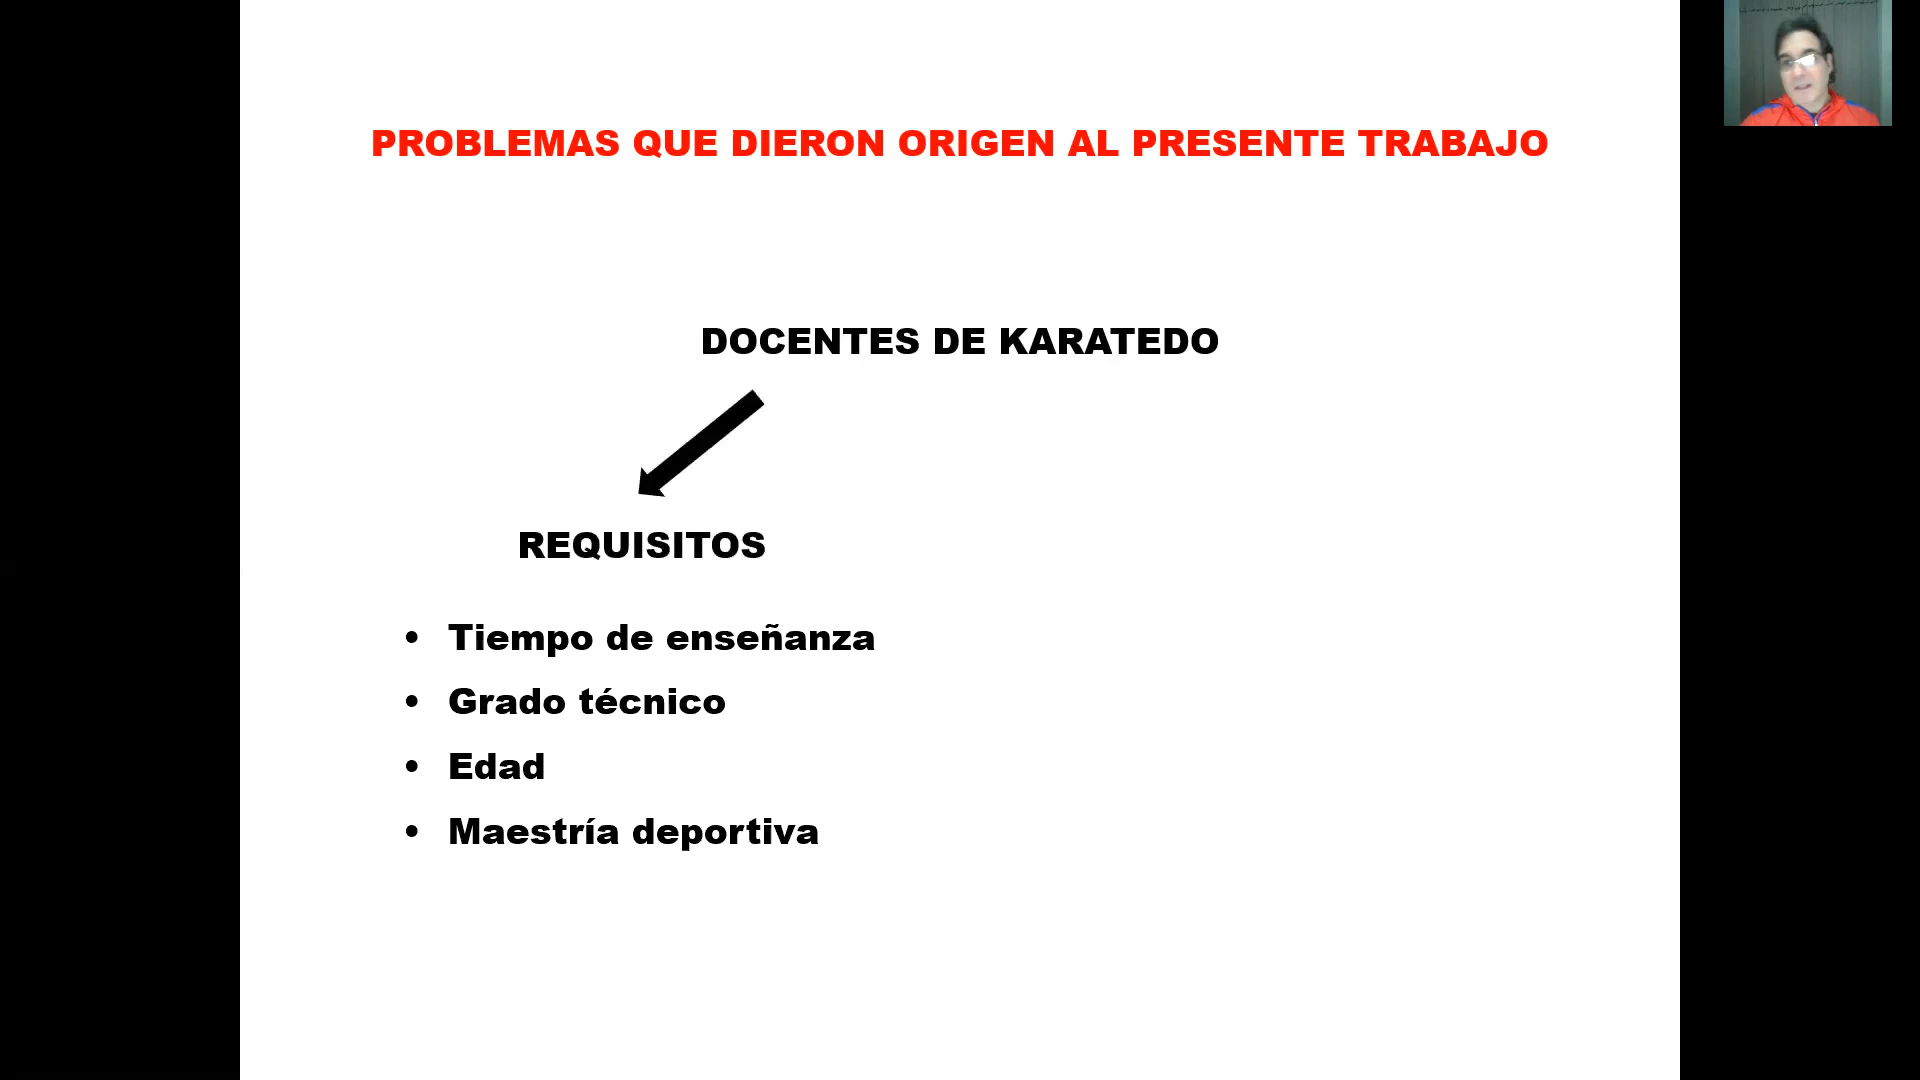 PROBLEMAS QUE DIERON ORIGEN AL PRESENTE TRABAJO
DOCENTES DE KARATEDO
REQUISITOS
• Tiempo de enseñanza
• Grado técnico
• Edad
• Maestría deportiva